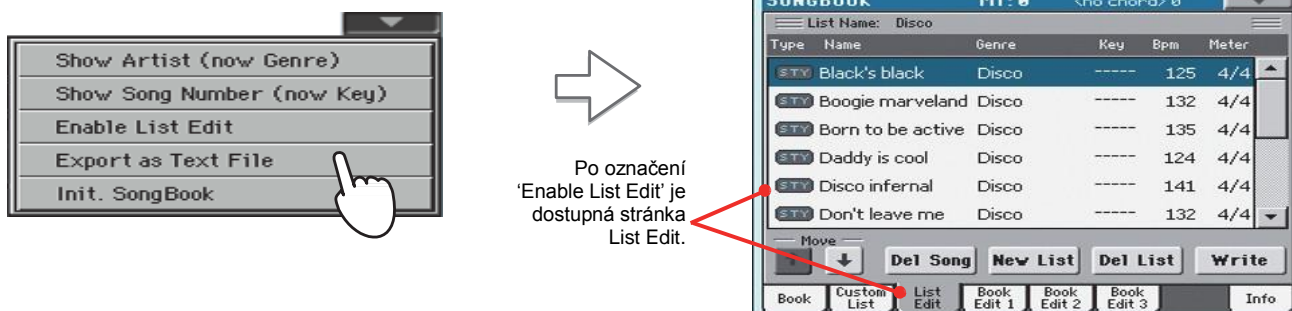 Show Artist (now Genre)
Show Song Number (now Key)
Enable List Edit
Export as Text File
Init. SongBook
Po označení
'Enable List Edit' je
dostupná stránka
List Edit.
SONGBOOK MT: 0 <no chord> 0
List Name: Disco
Type Name Genre Key Bpm Meter
STY Black's black Disco ----- 125 4/4
STY Boogie marveland Disco ----- 132 4/4
STY Born to be active Disco ----- 135 4/4
STY Daddy is cool Disco ----- 124 4/4
STY Disco infernal Disco ----- 141 4/4
STY Don't leave me Disco ----- 132 4/4
Move
Del Song New List Del List Write
Book Custom List List Edit Book Edit 1 Book Edit 2 Book Edit 3 Info